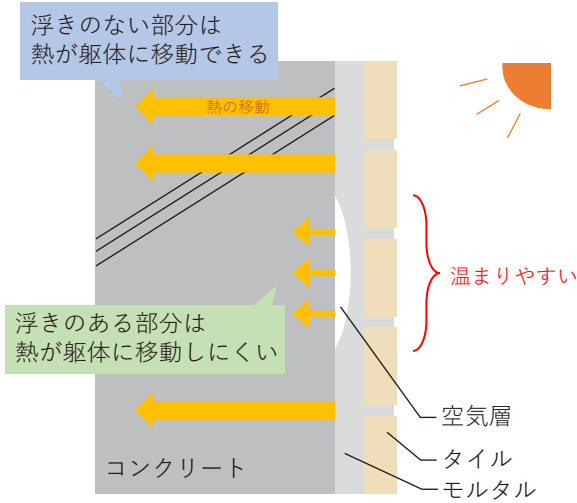 浮きのない部分は
熱が躯体に移動できる
熱の移動
温まりやすい
浮きのある部分は
熱が躯体に移動しにくい
空気層
タイル
モルタル
コンクリート